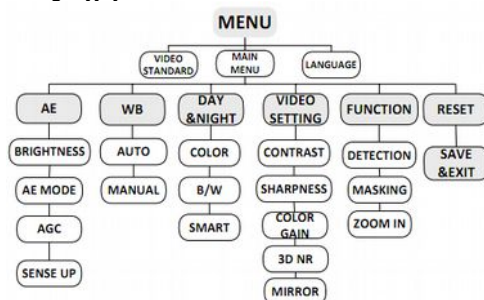 MENU
VIDEO
STANDARD
MAIN
MENU
LANGUAGE
AE
WB
DAY
&NIGHT
VIDEO
SETTING
FUNCTION
RESET
BRIGHTNESS
AUTO
COLOR
CONTRAST
DETECTION
SAVE
&EXIT
AE MODE
MANUAL
B/W
SHARPNESS
MASKING
AGC
SMART
COLOR
GAIN
ZOOM IN
SENSE UP
3D NR
MIRROR